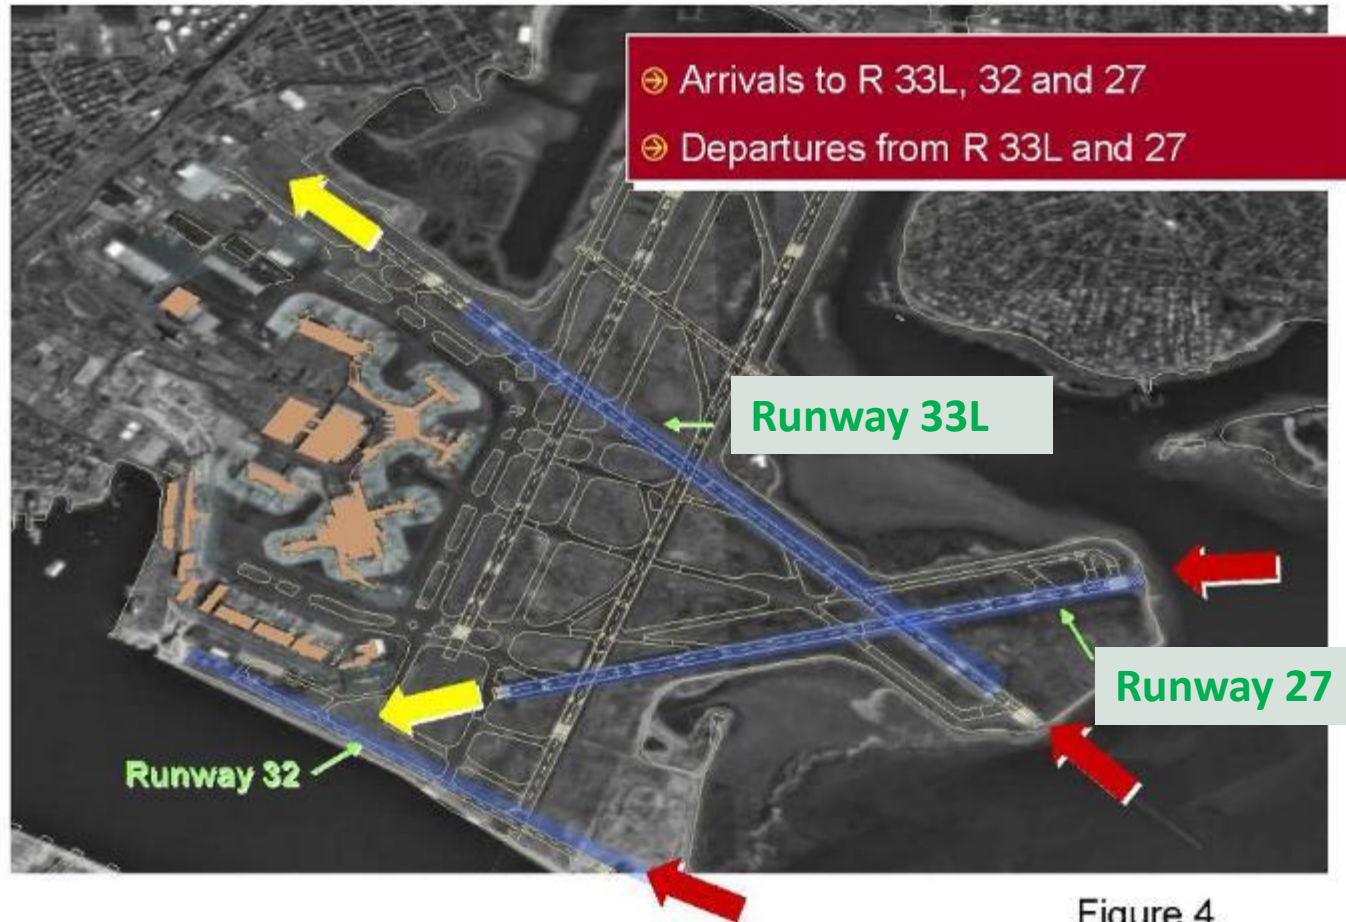 Arrivals to R 33L, 32 and 27
Departures from R 33L and 27
Runway 33L
Runway 27
Runway 32
Figure 4